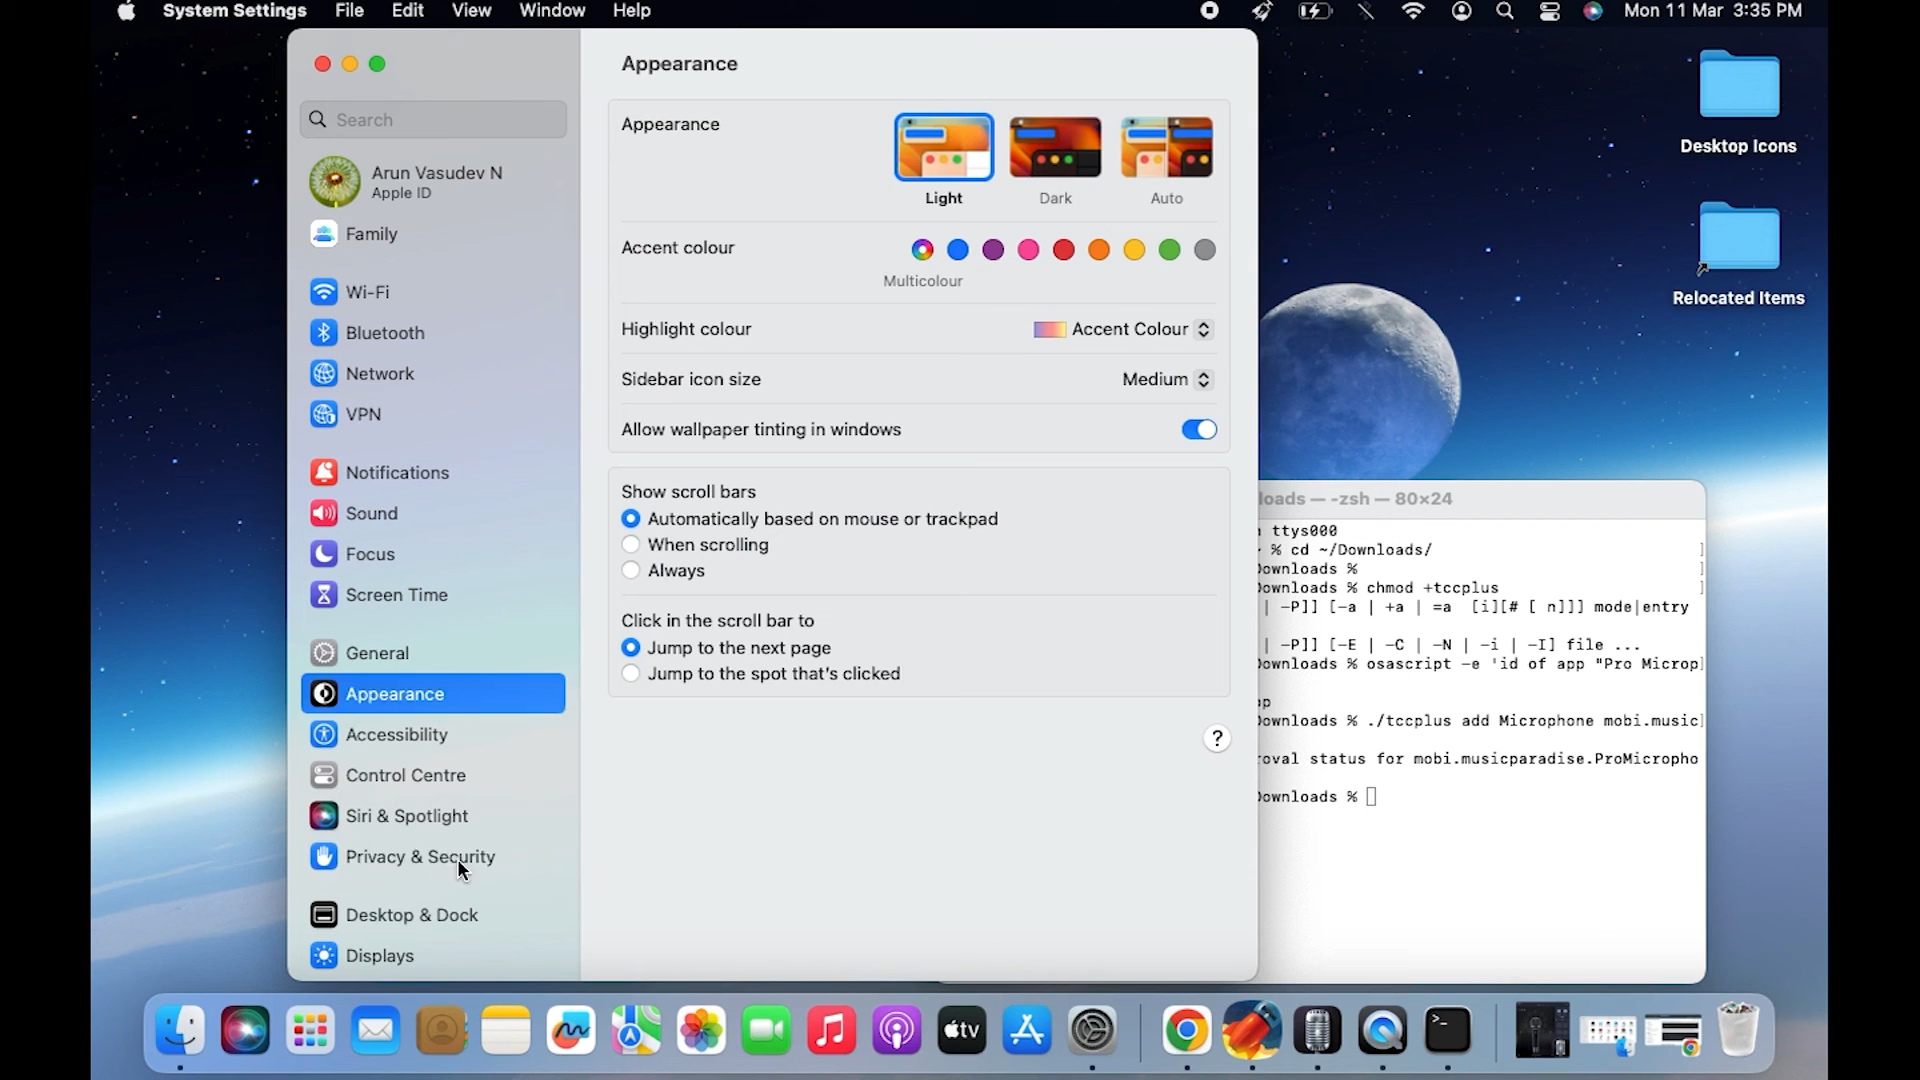 System Settings File Edit View Window Help
Mon 11 Mar 3:35 PM
Search
Arun Vasudev N
Apple ID
Family
Wi-Fi
Bluetooth
Network
VPN
Notifications
Sound
Focus
Screen Time
General
Appearance
Accessibility
Control Centre
Siri & Spotlight
Privacy & Security
Desktop & Dock
Displays
Appearance
Appearance
Light Dark Auto
Accent colour
Multicolour
Highlight colour Accent Colour
Sidebar icon size Medium
Allow wallpaper tinting in windows
Show scroll bars
Automatically based on mouse or trackpad
When scrolling
Always
Click in the scroll bar to
Jump to the next page
Jump to the spot that's clicked
?
Desktop Icons
Relocated Items
loads — -zsh — 80×24
ttys000
% cd ~/Downloads/ ]
ownloads % ]
ownloads % chmod +tccplus ]
| -P]] [-a | +a | =a [i][# [ n]]] mode|entry
| -P]] [-E | -C | -N | -i | -I] file ...
ownloads % osascript -e 'id of app "Pro Microp]
p
ownloads % ./tccplus add Microphone mobi.music]
roval status for mobi.musicparadise.ProMicropho
ownloads %
tv
>_